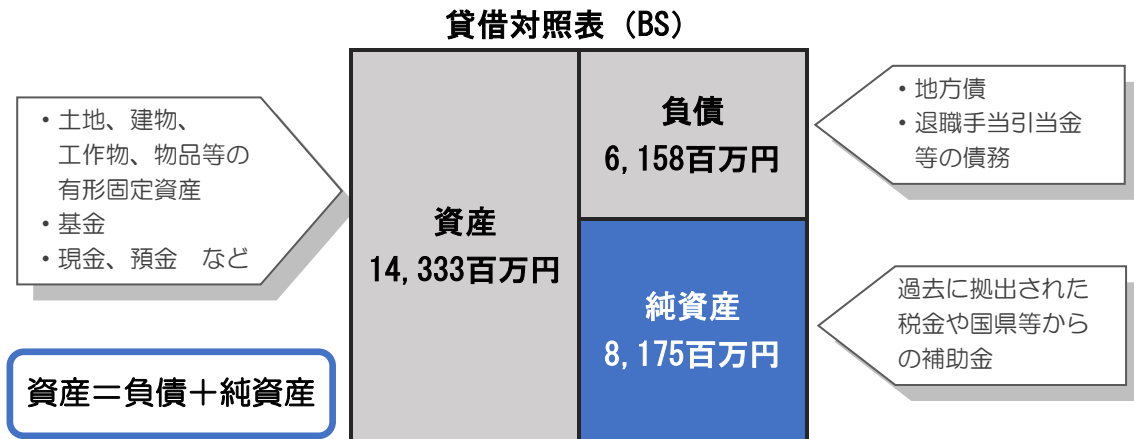 貸借対照表（BS）
・土地、建物、
工作物、物品等の
有形固定資産
・基金
・現金、預金　など
資産
14,333百万円
負債
6,158百万円
純資産
8,175百万円
・地方債
・退職手当引当金
等の債務
過去に拠出された
税金や国県等から
の補助金
資産＝負債＋純資産